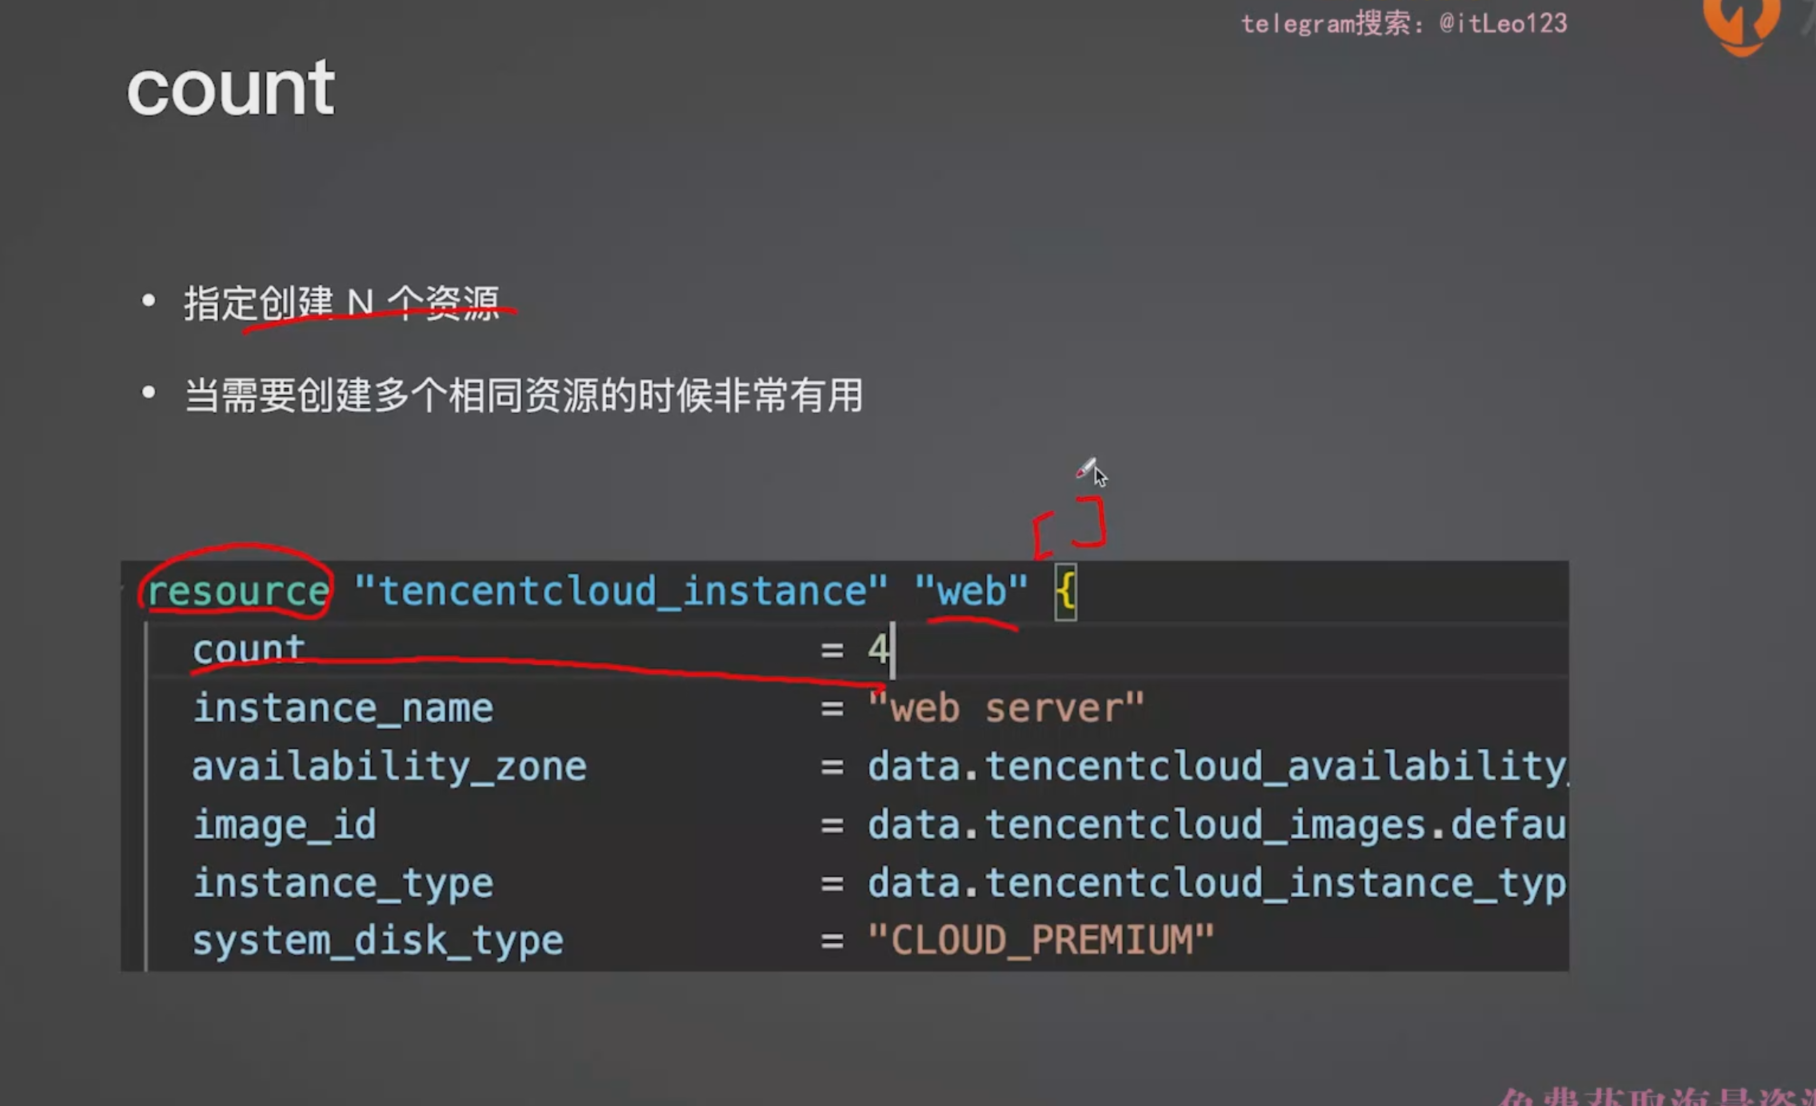 telegram搜索：@itLeo123
count
• 指定创建 N 个资源
• 当需要创建多个相同资源的时候非常有用
[ ]
resource "tencentcloud_instance" "web" {
count = 4
instance_name = "web server"
availability_zone = data.tencentcloud_availability_
image_id = data.tencentcloud_images.defau
instance_type = data.tencentcloud_instance_typ
system_disk_type = "CLOUD_PREMIUM"